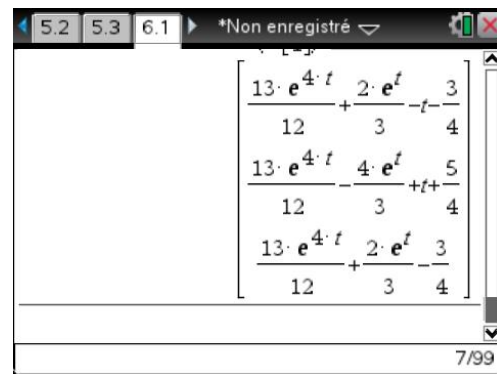 5.2 5.3 6.1 *Non enregistré
13·e^4·t/12 + 2·e^t/3 -t- 3/4
13·e^4·t/12 - 4·e^t/3 +t+ 5/4
13·e^4·t/12 + 2·e^t/3 - 3/4
7/99